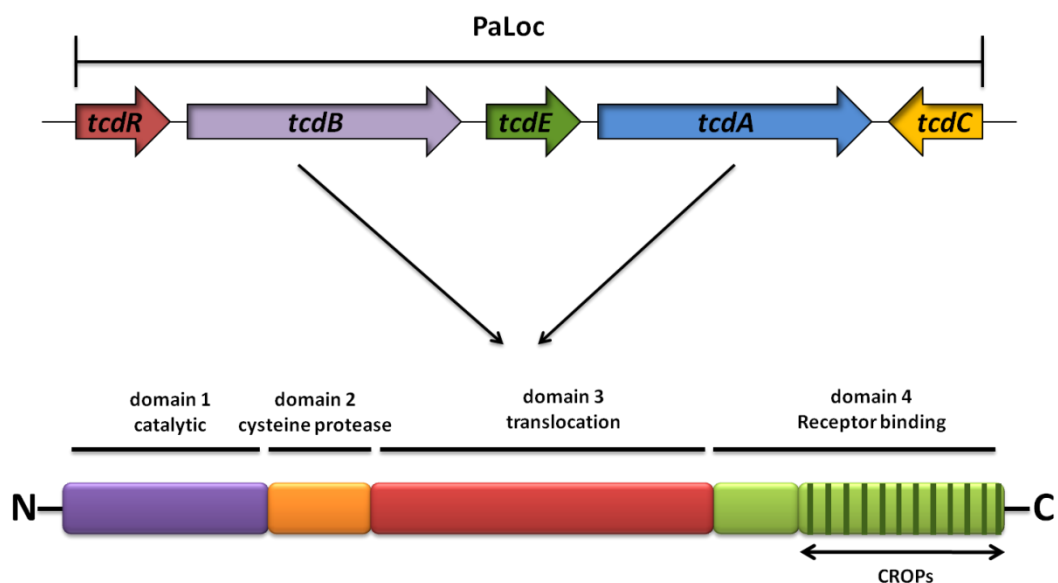 PaLoc
tcdR tcdB tcdE tcdA tcdC
domain 1
catalytic
domain 2
cysteine protease
domain 3
translocation
domain 4
Receptor binding
N C
CROPs